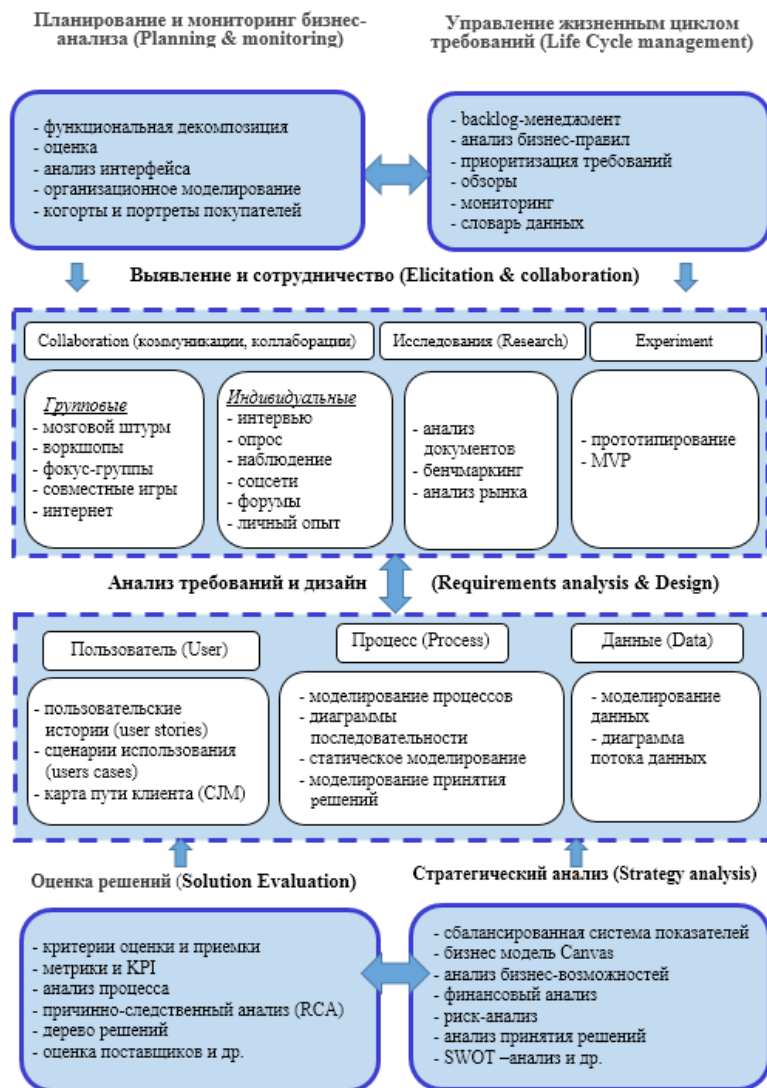 Планирование и мониторинг бизнес-
анализа (Planning & monitoring)
Управление жизненным циклом
требований (Life Cycle management)
- функциональная декомпозиция
- оценка
- анализ интерфейса
- организационное моделирование
- когорты и портреты покупателей
- backlog-менеджмент
- анализ бизнес-правил
- приоритизация требований
- обзоры
- мониторинг
- словарь данных
Выявление и сотрудничество (Elicitation & collaboration)
Collaboration (коммуникации, коллаборации)
Исследования (Research)
Experiment
Групповые
- мозговой штурм
- воркшопы
- фокус-группы
- совместные игры
- интернет
Индивидуальные
- интервью
- опрос
- наблюдение
- соцсети
- форумы
- личный опыт
- анализ
документов
- бенчмаркинг
- анализ рынка
- прототипирование
- MVP
Анализ требований и дизайн (Requirements analysis & Design)
Пользователь (User)
Процесс (Process)
Данные (Data)
- пользовательские
истории (user stories)
- сценарии использования
(users cases)
- карта пути клиента (CJM)
- моделирование процессов
- диаграммы
последовательности
- статическое моделирование
- моделирование принятия
решений
- моделирование
данных
- диаграмма
потока данных
Оценка решений (Solution Evaluation)
Стратегический анализ (Strategy analysis)
- критерии оценки и приемки
- метрики и KPI
- анализ процесса
- причинно-следственный анализ (RCA)
- дерево решений
- оценка поставщиков и др.
- сбалансированная система показателей
- бизнес модель Canvas
- анализ бизнес-возможностей
- финансовый анализ
- риск-анализ
- анализ принятия решений
- SWOT –анализ и др.